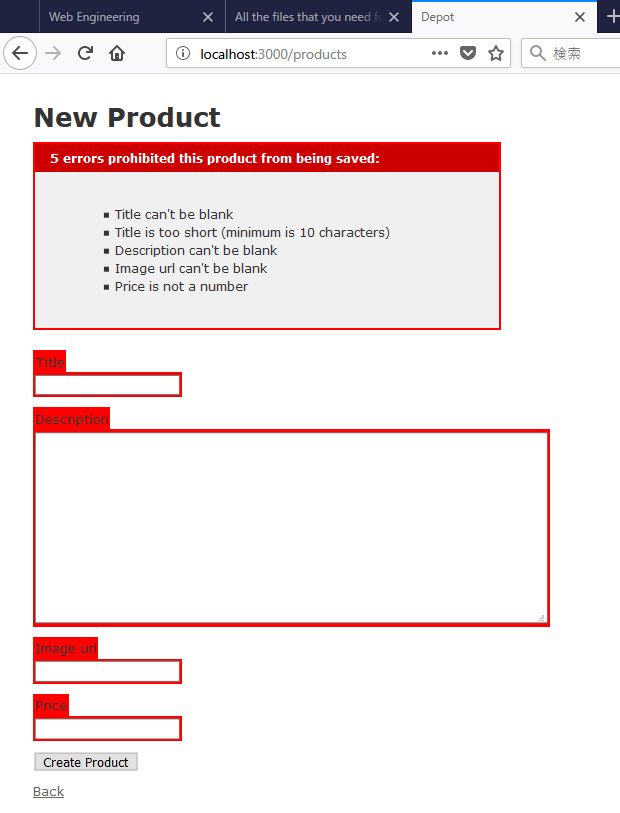 Web Engineering
All the files that you need fo
Depot
localhost:3000/products
検索
New Product
5 errors prohibited this product from being saved:
Title can't be blank
Title is too short (minimum is 10 characters)
Description can't be blank
Image url can't be blank
Price is not a number
Title
Description
Image url
Price
Create Product
Back